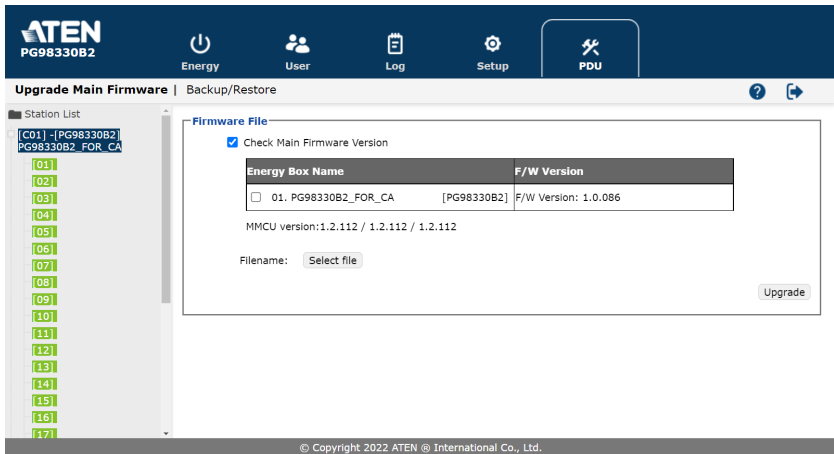 ATEN
PG98330B2
Energy
User
Log
Setup
PDU
Upgrade Main Firmware | Backup/Restore
Station List
[C01] -[PG98330B2]
PG98330B2_FOR_CA
[01]
[02]
[03]
[04]
[05]
[06]
[07]
[08]
[09]
[10]
[11]
[12]
[13]
[14]
[15]
[16]
[17]
Firmware File
Check Main Firmware Version
Energy Box Name F/W Version
01. PG98330B2_FOR_CA [PG98330B2] F/W Version: 1.0.086
MMCU version:1.2.112 / 1.2.112 / 1.2.112
Filename: Select file
Upgrade
© Copyright 2022 ATEN ® International Co., Ltd.